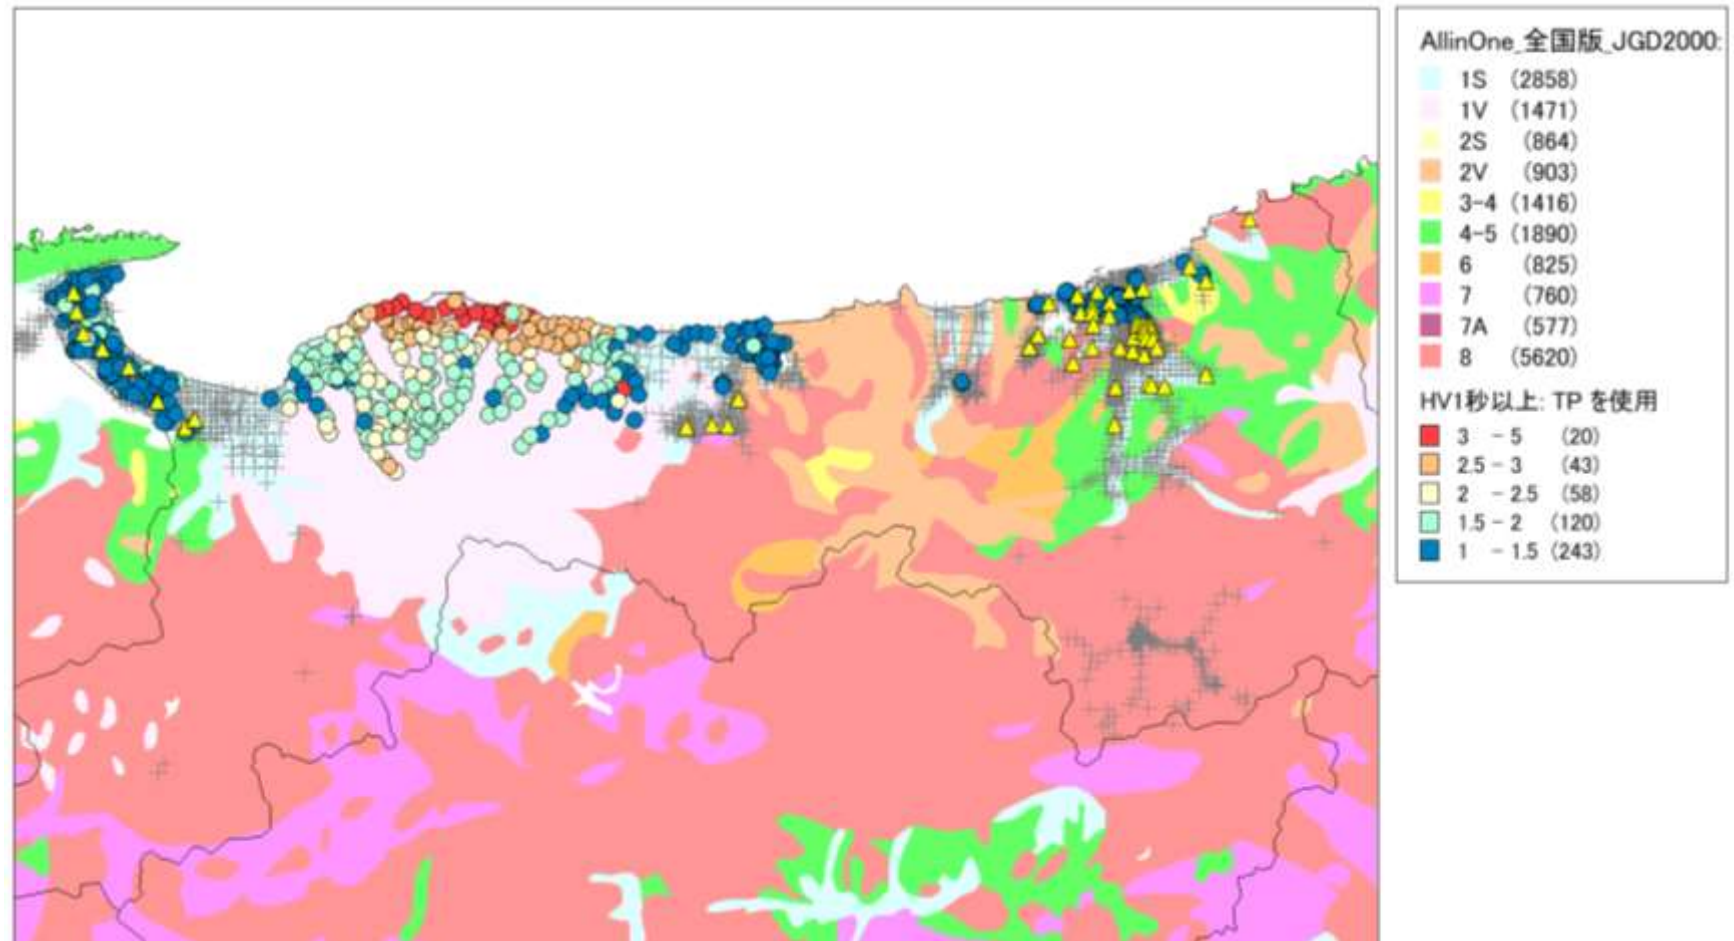 AllinOne_全国版_JGD2000:
1S (2858)
1V (1471)
2S (864)
2V (903)
3-4 (1416)
4-5 (1890)
6 (825)
7 (760)
7A (577)
8 (5620)
HV1秒以上: TP を使用
3 - 5 (20)
2.5 - 3 (43)
2 - 2.5 (58)
1.5 - 2 (120)
1 - 1.5 (243)